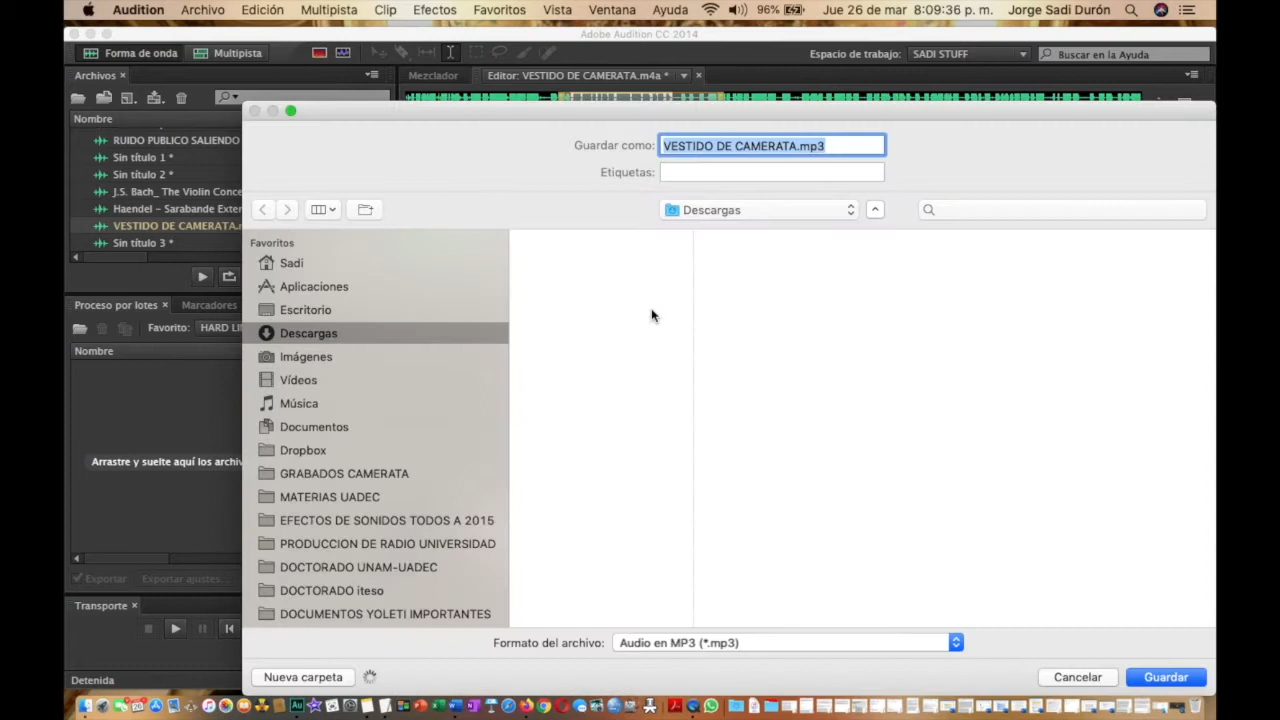 Audition Archivo Edición Multipista Clip Efectos Favoritos Vista Ventana Ayuda 96% Jue 26 de mar 8:09:36 p. m. Jorge Sadi Durón
Adobe Audition CC 2014
Forma de onda Multipista Espacio de trabajo: SADI STUFF Buscar en la Ayuda
Archivos Mezclador Editor: VESTIDO DE CAMERATA.m4a *
Nombre
RUIDO PUBLICO SALIENDO
Sin título 1 *
Sin título 2 *
J.S. Bach_ The Violin Conce
Haendel - Sarabande Exter
VESTIDO DE CAMERATA.
Sin título 3 *
Proceso por lotes Marcadores
Favorito: HARD LI
Nombre
Arrastre y suelte aquí los archiv
Exportar Exportar ajustes...
Transporte
Detenida
Guardar como: VESTIDO DE CAMERATA.mp3
Etiquetas:
Descargas
Favoritos
Sadi
Aplicaciones
Escritorio
Descargas
Imágenes
Vídeos
Música
Documentos
Dropbox
GRABADOS CAMERATA
MATERIAS UADEC
EFECTOS DE SONIDOS TODOS A 2015
PRODUCCION DE RADIO UNIVERSIDAD
DOCTORADO UNAM-UADEC
DOCTORADO iteso
DOCUMENTOS YOLETI IMPORTANTES
Formato del archivo: Audio en MP3 (*.mp3)
Nueva carpeta Cancelar Guardar